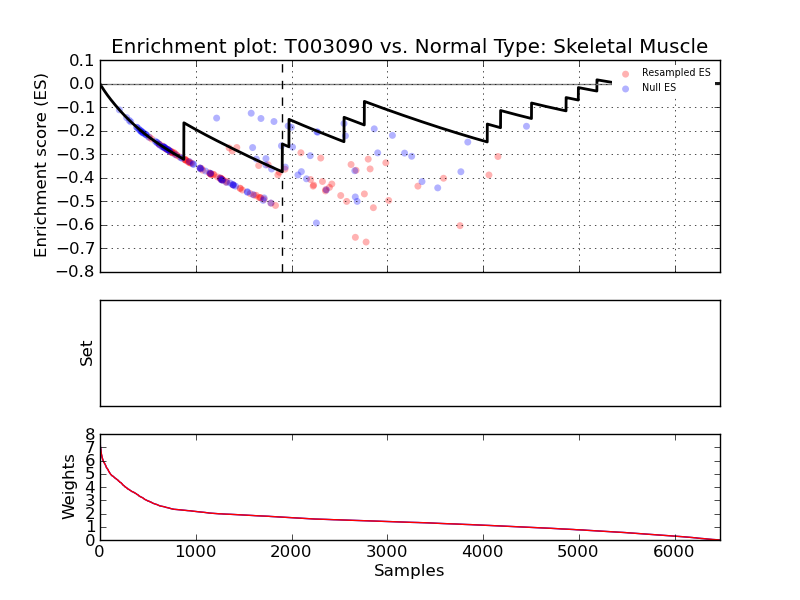 Enrichment plot: T003090 vs. Normal Type: Skeletal Muscle
Enrichment score (ES)
0.1
0.0
−0.1
−0.2
−0.3
−0.4
−0.5
−0.6
−0.7
−0.8
Resampled ES
Null ES
Set
Weights
8
7
6
5
4
3
2
1
0
0 1000 2000 3000 4000 5000 6000
Samples